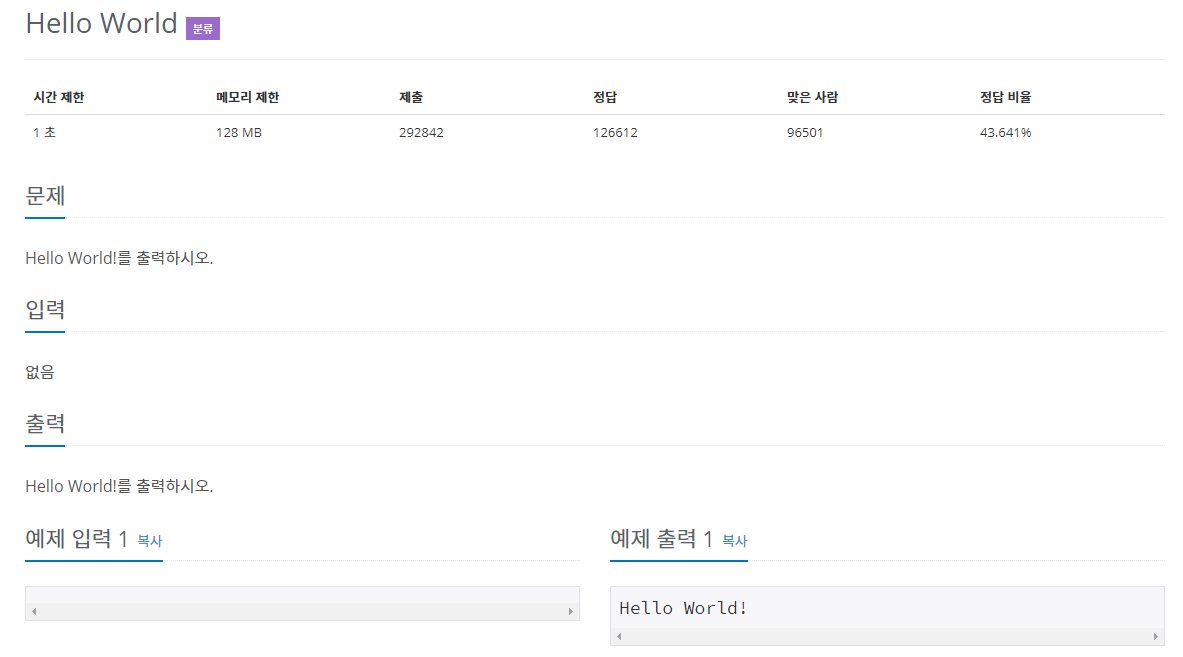 Hello World 분류
시간 제한 메모리 제한 제출 정답 맞은 사람 정답 비율
1 초 128 MB 292842 126612 96501 43.641%
문제
Hello World!를 출력하시오.
입력
없음
출력
Hello World!를 출력하시오.
예제 입력 1 복사
예제 출력 1 복사
Hello World!